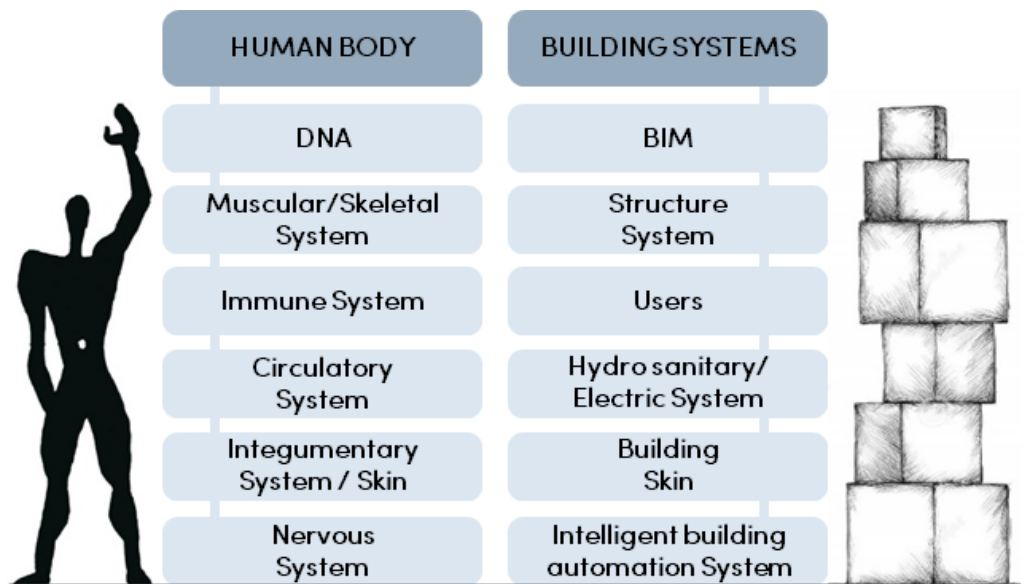 HUMAN BODY
BUILDING SYSTEMS
DNA
BIM
Muscular/Skeletal
System
Structure
System
Immune System
Users
Circulatory
System
Hydro sanitary/
Electric System
Integumentary
System / Skin
Building
Skin
Nervous
System
Intelligent building
automation System